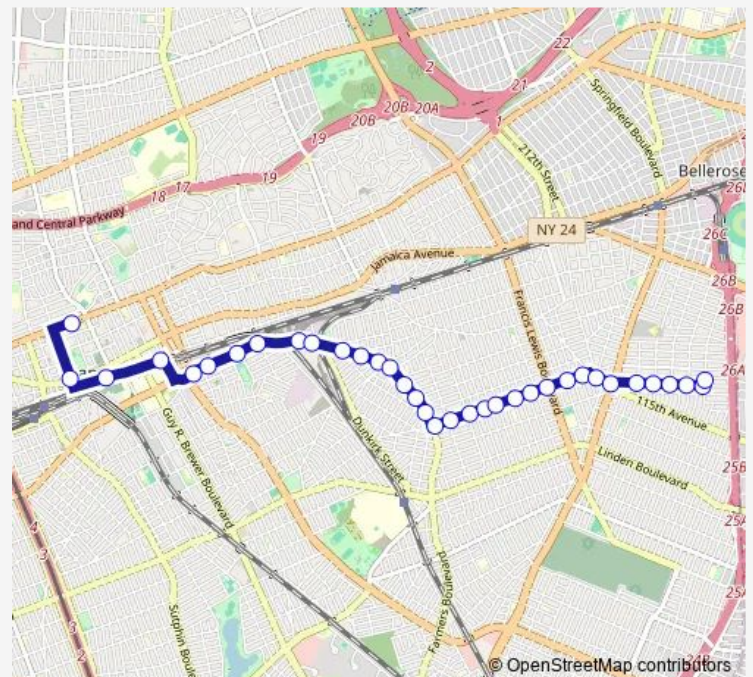 2
22
21
20B 20A
20B
1
19
19
18 17
Springfield Boulevard
212th Street
Bellerose
and Central Parkway
26C
NY 24
Jamaica Avenue
26B
26B
Francis Lewis Boulevard
26A
115th Avenue
Guy R. Brewer Boulevard
Dunkirk Street
Linden Boulevard
25B
4
3
25A
Farmers Boulevard
Sutphin Boulevard
3
2
© OpenStreetMap contributors